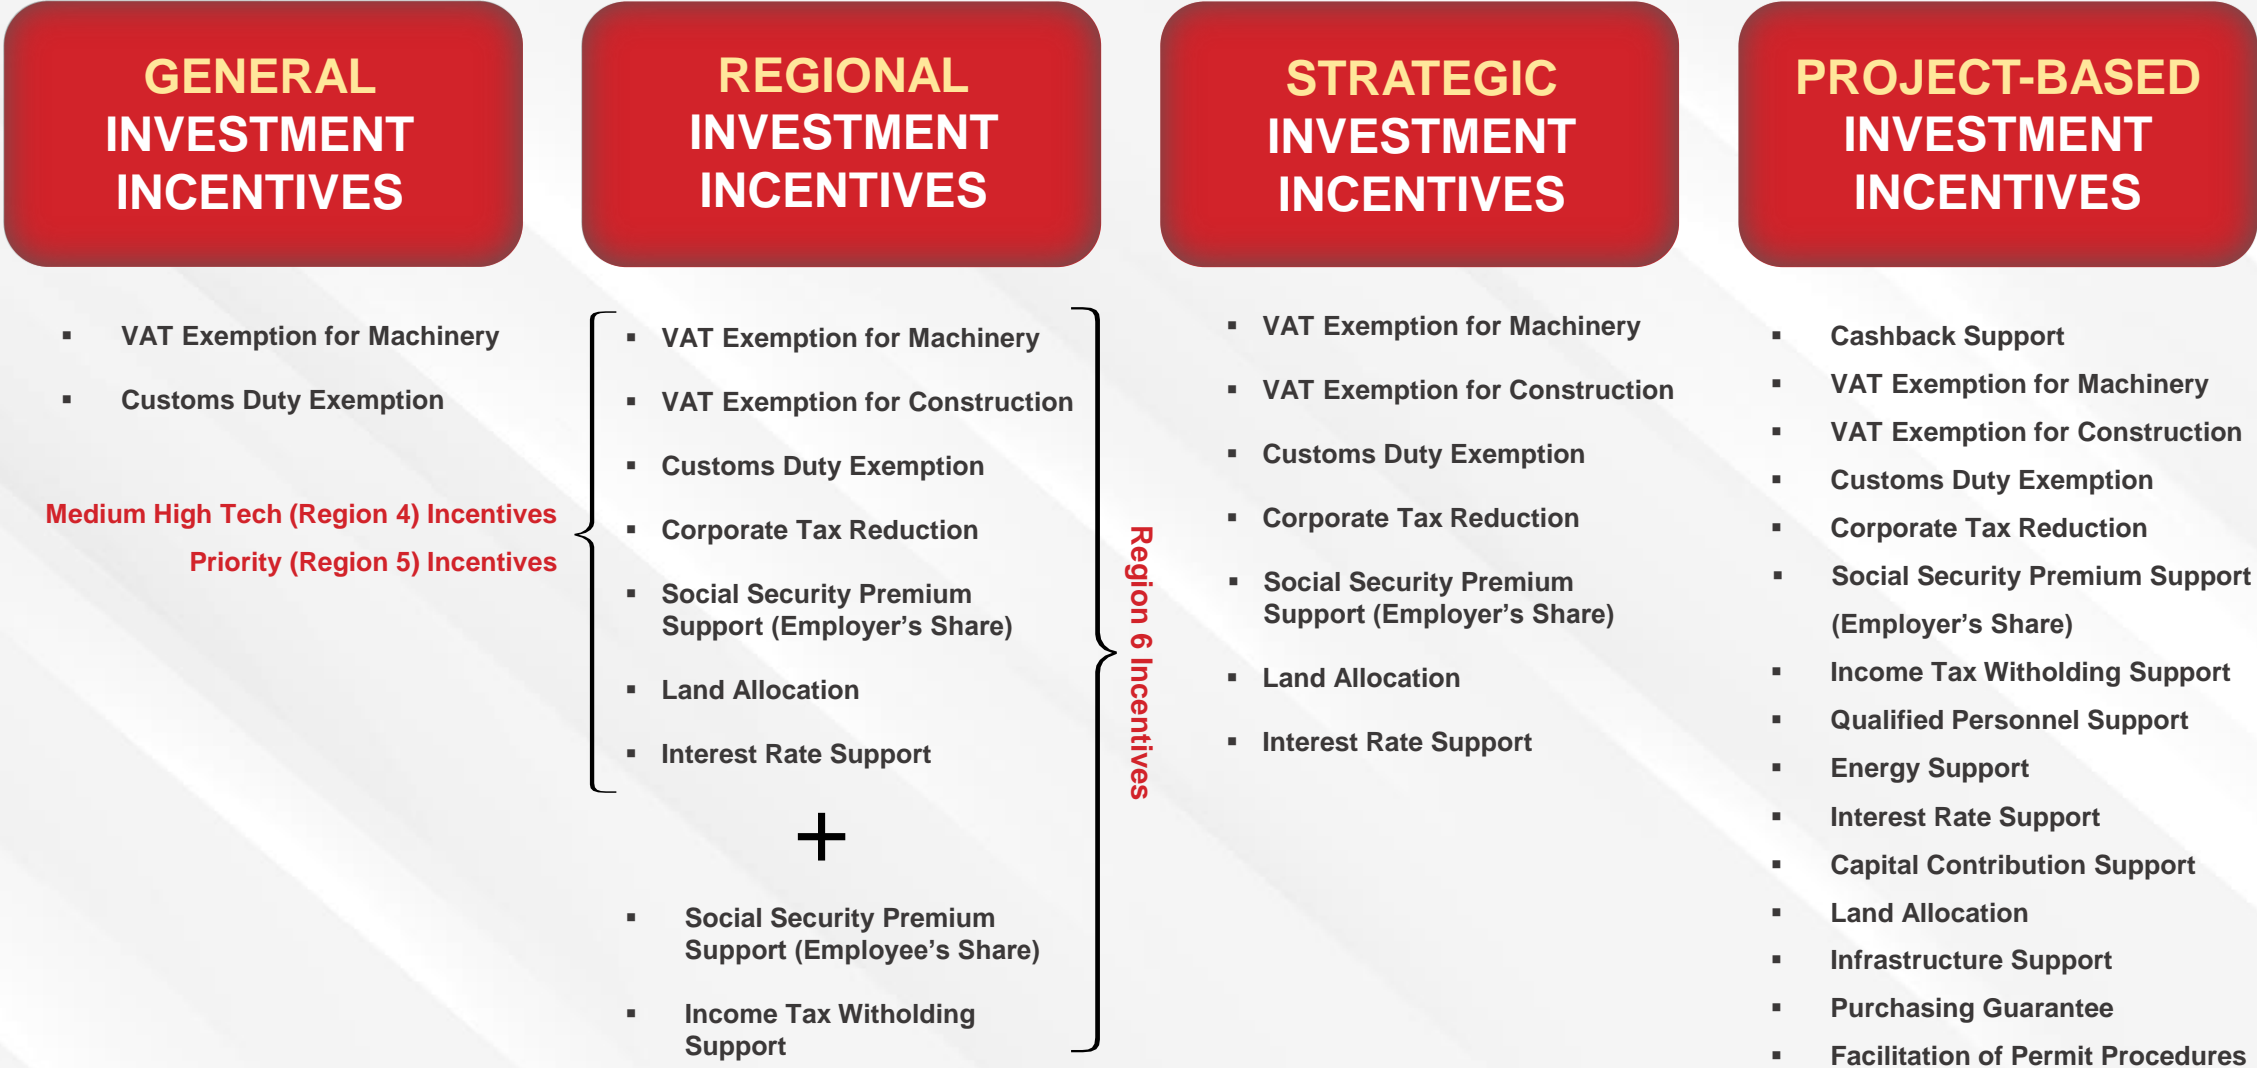 GENERAL
INVESTMENT
INCENTIVES
▪ VAT Exemption for Machinery
▪ Customs Duty Exemption
Medium High Tech (Region 4) Incentives
Priority (Region 5) Incentives
REGIONAL
INVESTMENT
INCENTIVES
▪ VAT Exemption for Machinery
▪ VAT Exemption for Construction
▪ Customs Duty Exemption
▪ Corporate Tax Reduction
▪ Social Security Premium
Support (Employer’s Share)
▪ Land Allocation
▪ Interest Rate Support
+
▪ Social Security Premium
Support (Employee’s Share)
▪ Income Tax Witholding
Support
Region 6 Incentives
STRATEGIC
INVESTMENT
INCENTIVES
▪ VAT Exemption for Machinery
▪ VAT Exemption for Construction
▪ Customs Duty Exemption
▪ Corporate Tax Reduction
▪ Social Security Premium
Support (Employer’s Share)
▪ Land Allocation
▪ Interest Rate Support
PROJECT-BASED
INVESTMENT
INCENTIVES
▪ Cashback Support
▪ VAT Exemption for Machinery
▪ VAT Exemption for Construction
▪ Customs Duty Exemption
▪ Corporate Tax Reduction
▪ Social Security Premium Support
(Employer’s Share)
▪ Income Tax Witholding Support
▪ Qualified Personnel Support
▪ Energy Support
▪ Interest Rate Support
▪ Capital Contribution Support
▪ Land Allocation
▪ Infrastructure Support
▪ Purchasing Guarantee
▪ Facilitation of Permit Procedures